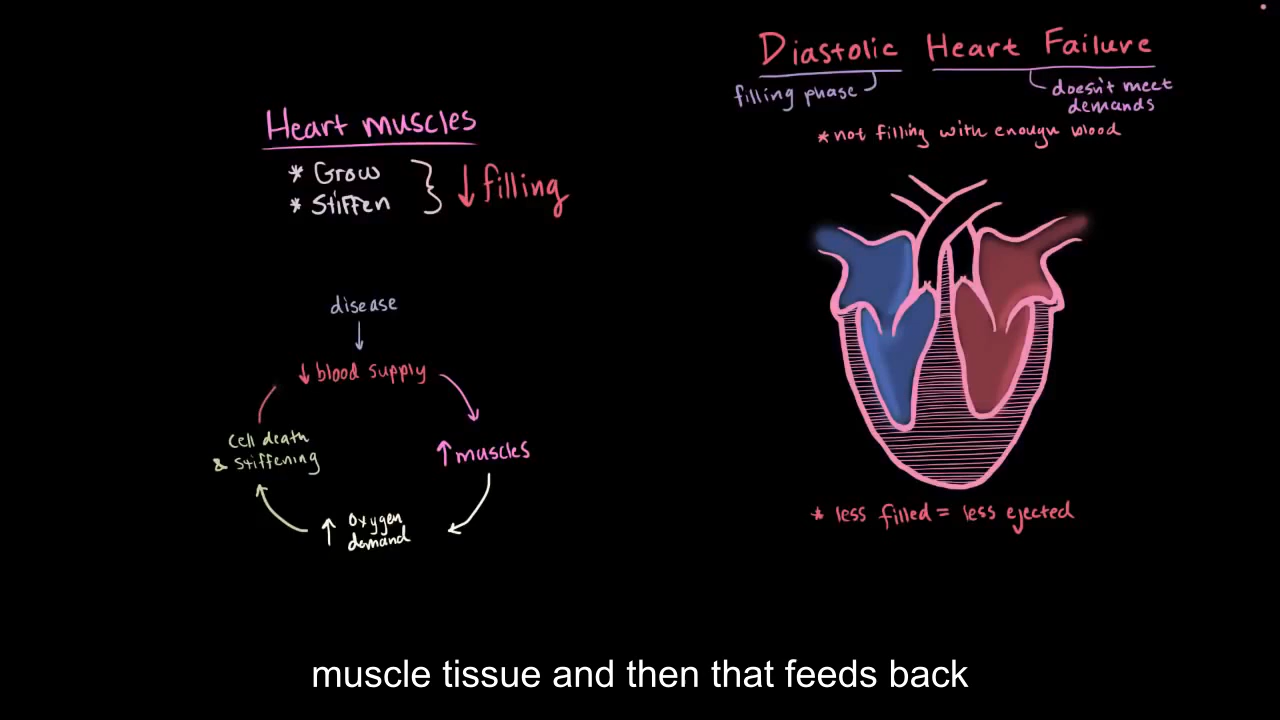 Diastolic Heart Failure
filling phase
doesn't meet
demands
*not filling with enough blood
Heart muscles
* Grow
* Stiffen
↓ filling
disease
↓ blood supply
↑ muscles
↑ oxygen
demand
Cell death
& stiffening
* less filled = less ejected
muscle tissue and then that feeds back